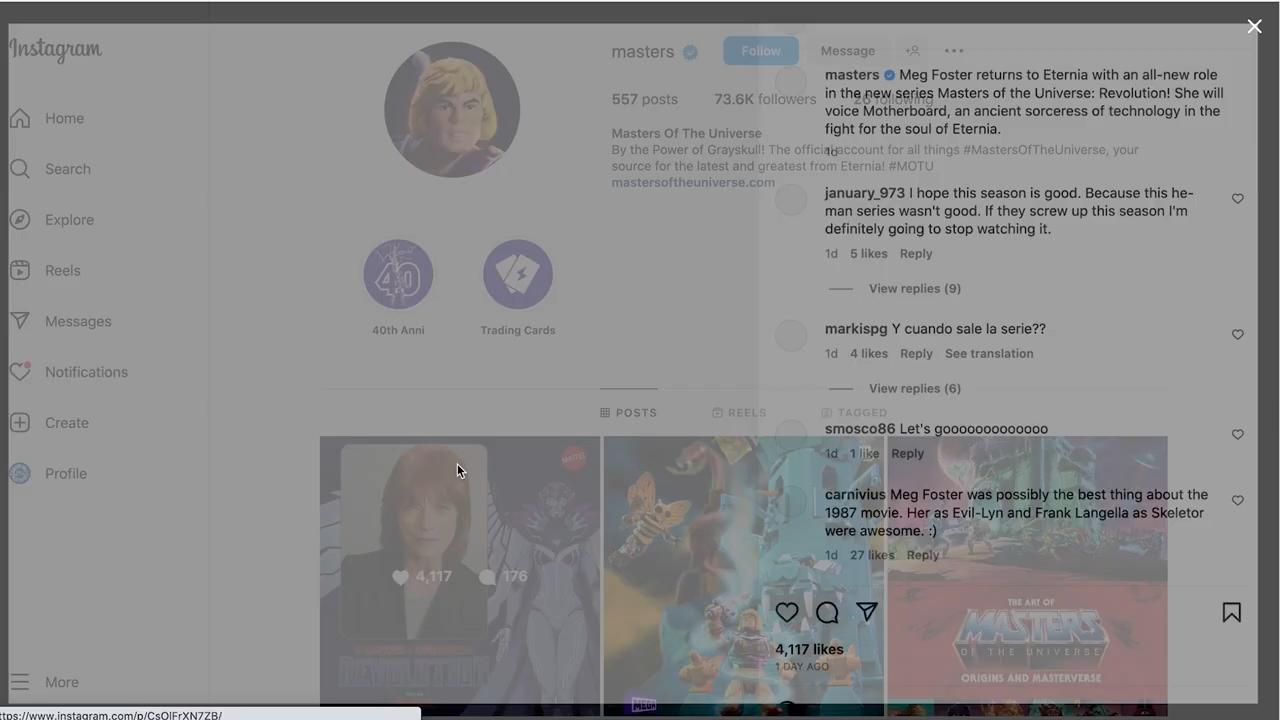 Instagram
Home
Search
Explore
Reels
Messages
Notifications
Create
Profile
More
masters Follow Message
557 posts 73.6K followers 26 following
Masters Of The Universe
By the Power of Grayskull! The official account for all things #MastersOfTheUniverse, your
source for the latest and greatest from Eternia! #MOTU
mastersoftheuniverse.com
40
40th Anni Trading Cards
POSTS REELS TAGGED
MATTEL
4,117 176
REVOLUTION
MEGA
THE ART OF
MASTERS
OF THE UNIVERSE
ORIGINS AND MASTERVERSE
masters Meg Foster returns to Eternia with an all-new role
in the new series Masters of the Universe: Revolution! She will
voice Motherboard, an ancient sorceress of technology in the
fight for the soul of Eternia.
1d
january_973 I hope this season is good. Because this he-
man series wasn't good. If they screw up this season I'm
definitely going to stop watching it.
1d 5 likes Reply
View replies (9)
markispg Y cuando sale la serie??
1d 4 likes Reply See translation
View replies (6)
smosco86 Let's gooooooooooooo
1d 1 like Reply
carnivius Meg Foster was possibly the best thing about the
1987 movie. Her as Evil-Lyn and Frank Langella as Skeletor
were awesome. :)
1d 27 likes Reply
4,117 likes
1 DAY AGO
ttps://www.instagram.com/p/CsOlFrXN7ZB/